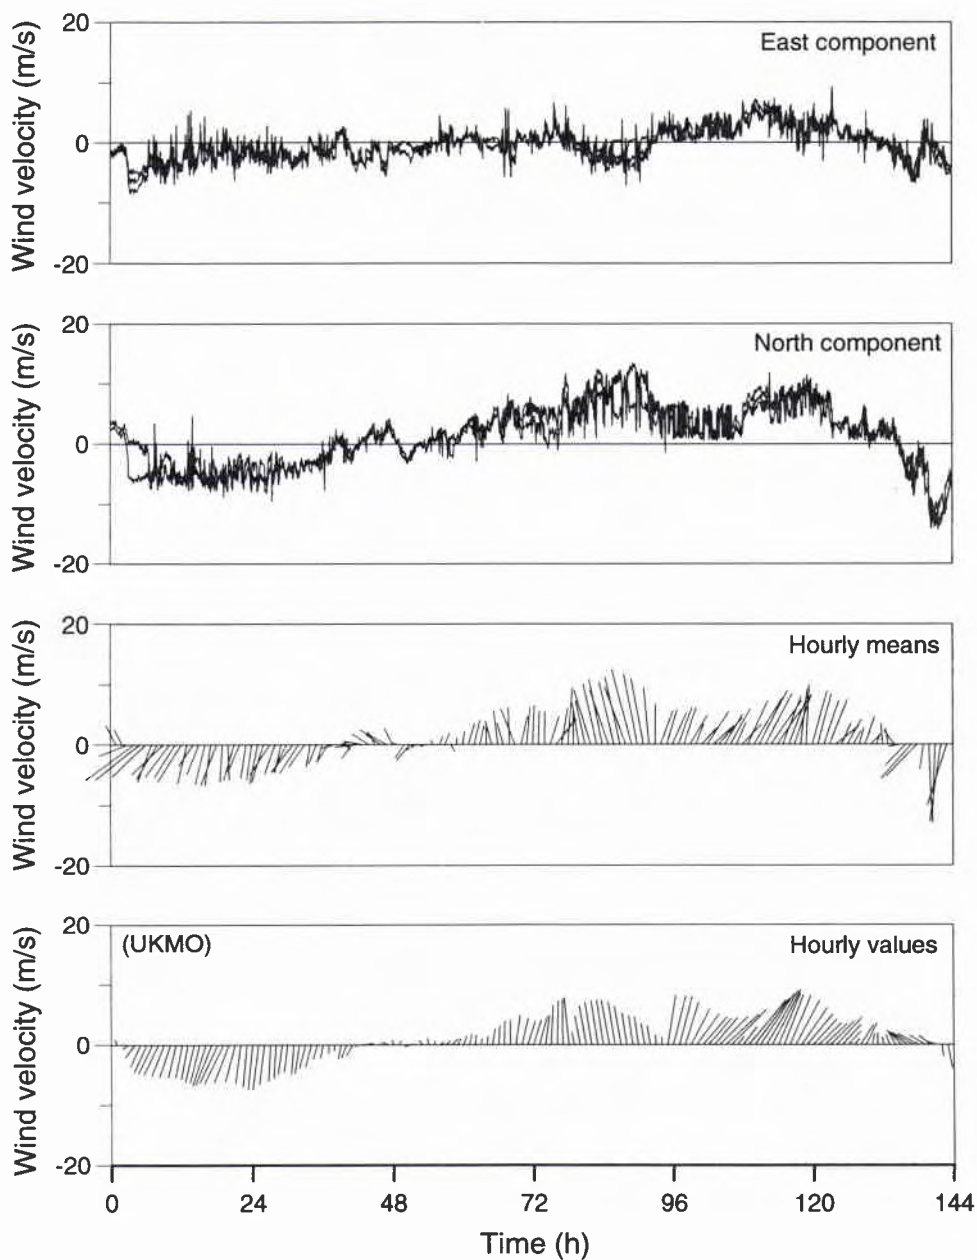 20
East component
0
-20
Wind velocity (m/s)
20
North component
0
-20
Wind velocity (m/s)
20
Hourly means
0
-20
Wind velocity (m/s)
20
(UKMO) Hourly values
0
-20
Wind velocity (m/s)
0 24 48 72 96 120 144
Time (h)